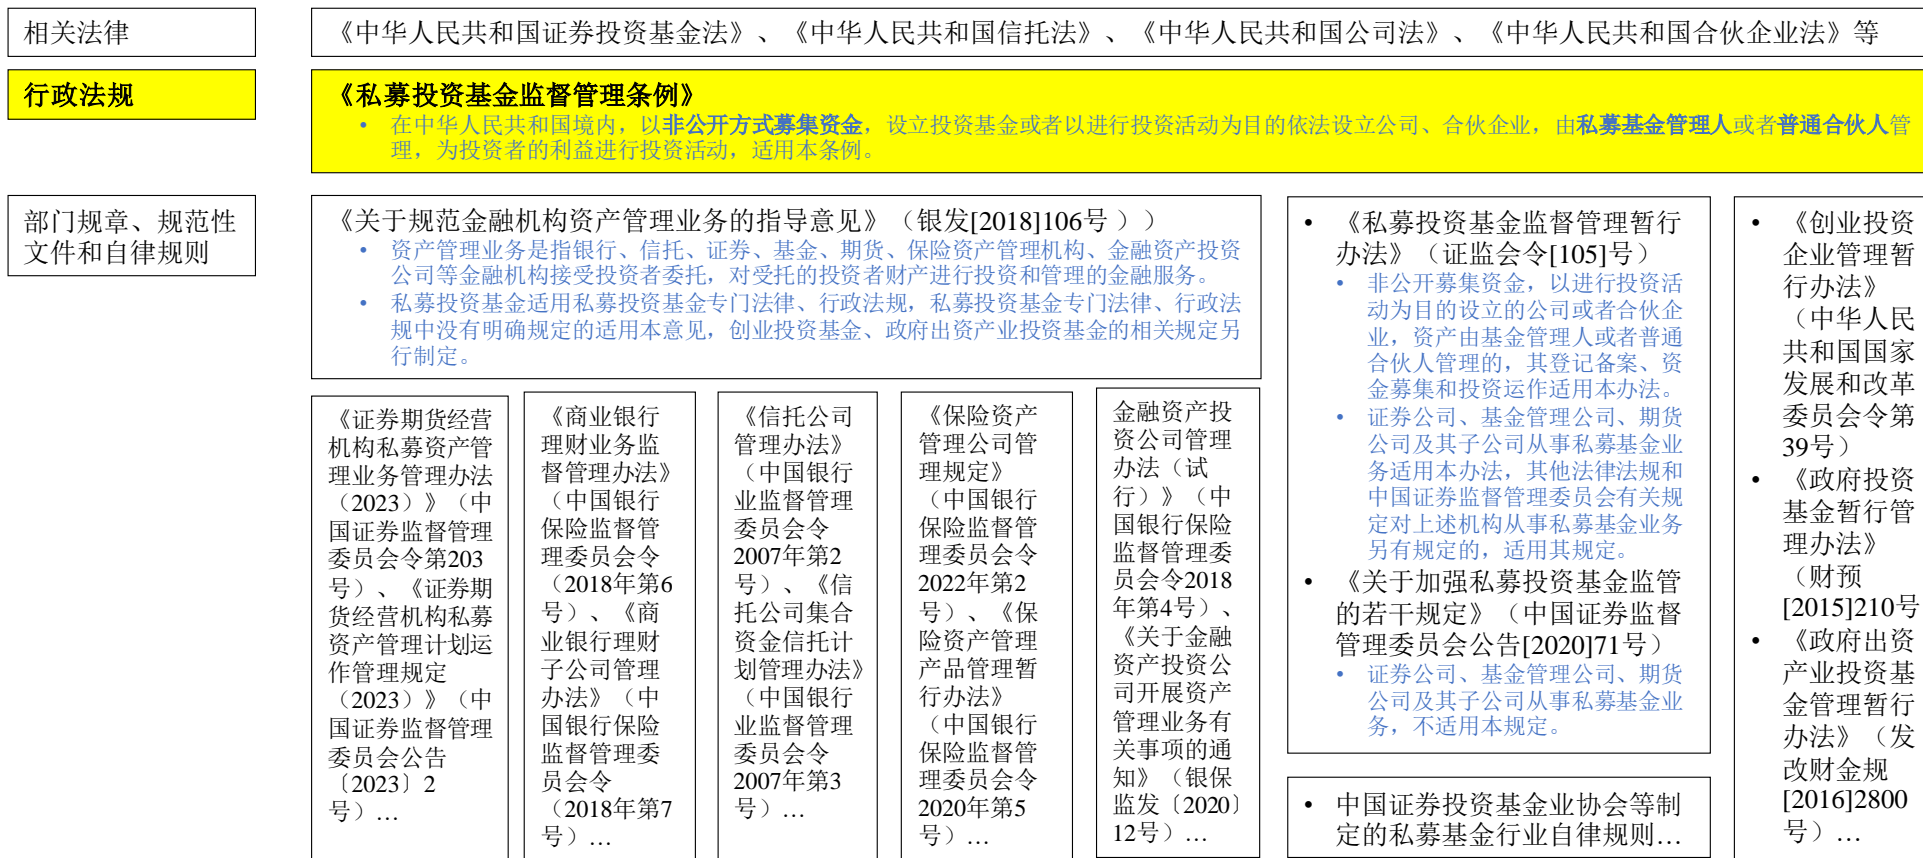 相关法律
《中华人民共和国证券投资基金法》、《中华人民共和国信托法》、《中华人民共和国公司法》、《中华人民共和国合伙企业法》等
行政法规
《私募投资基金监督管理条例》
• 在中华人民共和国境内，以非公开方式募集资金，设立投资基金或者以进行投资活动为目的依法设立公司、合伙企业，由私募基金管理人或者普通合伙人管
理，为投资者的利益进行投资活动，适用本条例。
部门规章、规范性
文件和自律规则
《关于规范金融机构资产管理业务的指导意见》（银发[2018]106号 ））
• 资产管理业务是指银行、信托、证券、基金、期货、保险资产管理机构、金融资产投资
公司等金融机构接受投资者委托，对受托的投资者财产进行投资和管理的金融服务。
• 私募投资基金适用私募投资基金专门法律、行政法规，私募投资基金专门法律、行政法
规中没有明确规定的适用本意见，创业投资基金、政府出资产业投资基金的相关规定另
行制定。
《证券期货经营
机构私募资产管
理业务管理办法
（2023）》（中
国证券监督管理
委员会令第203
号）、《证券期
货经营机构私募
资产管理计划运
作管理规定
（2023）》（中
国证券监督管理
委员会公告
〔2023〕2
号）…
《商业银行
理财业务监
督管理办法》
（中国银行
保险监督管
理委员会令
（2018年第6
号）、《商
业银行理财
子公司管理
办法》（中
国银行保险
监督管理委
员会令
（2018年第7
号）…
《信托公司
管理办法》
（中国银行
业监督管理
委员会令
2007年第2
号）、《信
托公司集合
资金信托计
划管理办法》
（中国银行
业监督管理
委员会令
2007年第3
号）…
《保险资产
管理公司管
理规定》
（中国银行
保险监督管
理委员会令
2022年第2
号）、《保
险资产管理
产品管理暂
行办法》
（中国银行
保险监督管
理委员会令
2020年第5
号）…
金融资产投
资公司管理
办法（试
行）》（中
国银行保险
监督管理委
员会令2018
年第4号）、
《关于金融
资产投资公
司开展资产
管理业务有
关事项的通
知》（银保
监发〔2020〕
12号）…
• 《私募投资基金监督管理暂行
办法》（证监会令[105]号）
• 非公开募集资金，以进行投资活
动为目的设立的公司或者合伙企
业，资产由基金管理人或者普通
合伙人管理的，其登记备案、资
金募集和投资运作适用本办法。
• 证券公司、基金管理公司、期货
公司及其子公司从事私募基金业
务适用本办法，其他法律法规和
中国证券监督管理委员会有关规
定对上述机构从事私募基金业务
另有规定的，适用其规定。
• 《关于加强私募投资基金监管
的若干规定》（中国证券监督
管理委员会公告[2020]71号）
• 证券公司、基金管理公司、期货
公司及其子公司从事私募基金业
务，不适用本规定。
• 中国证券投资基金业协会等制
定的私募基金行业自律规则…
• 《创业投资
企业管理暂
行办法》
（中华人民
共和国国家
发展和改革
委员会令第
39号）
• 《政府投资
基金暂行管
理办法》
（财预
[2015]210号
• 《政府出资
产业投资基
金管理暂行
办法》（发
改财金规
[2016]2800
号）…